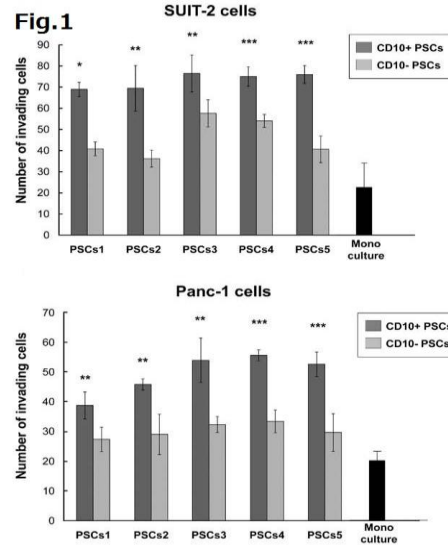 Fig.1
SUIT-2 cells
CD10+ PSCs
CD10- PSCs
Number of invading cells
90
80
70
60
50
40
30
20
10
0
*
**
**
***
***
PSCs1 PSCs2 PSCs3 PSCs4 PSCs5 Mono
culture
Panc-1 cells
CD10+ PSCs
CD10- PSCs
Number of invading cells
70
60
50
40
30
20
10
0
**
**
**
***
***
PSCs1 PSCs2 PSCs3 PSCs4 PSCs5 Mono
culture